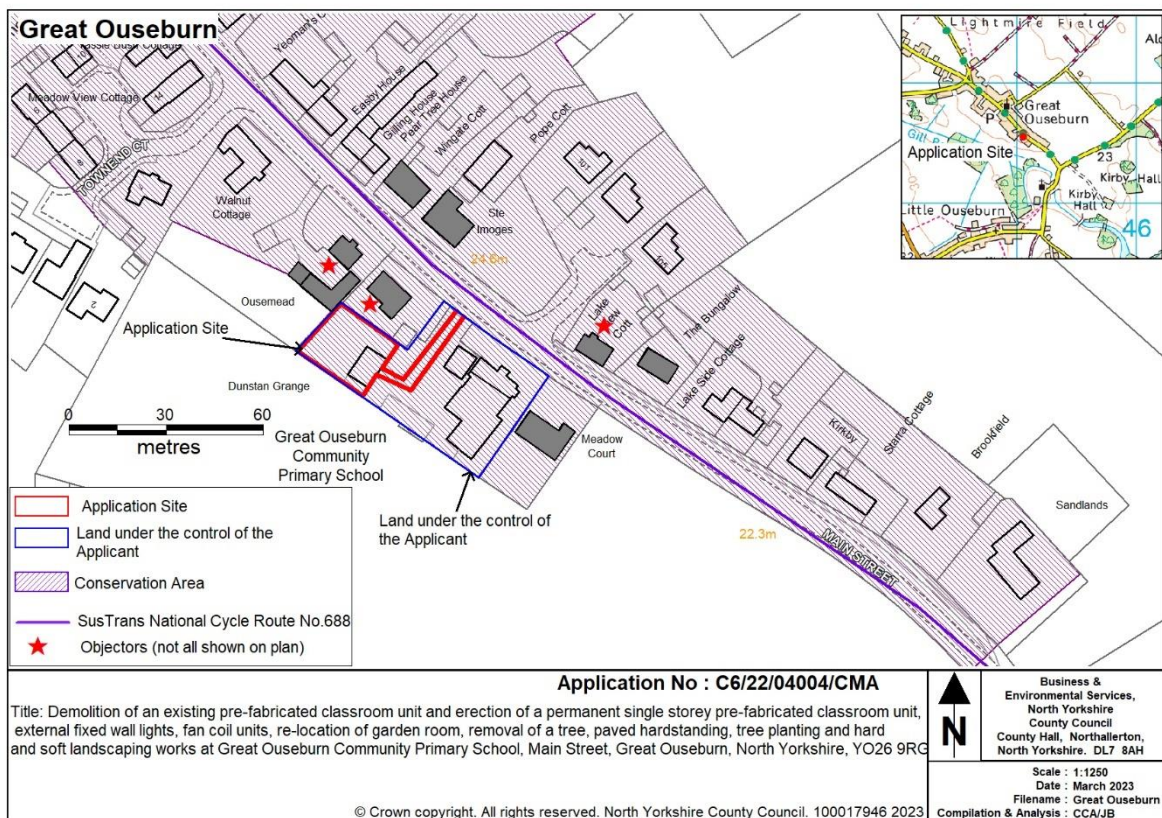 Great Ouseburn
Meadow View Cottage
14
6
8
TOWNEND CT
2
Walnut
Cottage
Easby House
Gilling House
Pear Tree House
Wingate Cott
Pope Cott
Ste
Imoges
24.6m
Ousemead
Application Site
Dunstan Grange
0 30 60
metres
Great Ouseburn
Community
Primary School
Lake
Cott
The Bungalow
Lake Side Cottage
Kirkby
Starra Cottage
Brookfield
Sandlands
Meadow
Court
Land under the control of
the Applicant
22.3m
MAIN STREET
Lightmire Field
Great
Ouseburn
P
Application Site
23
Kirby Hall
Kirby
Hall
Little Ouseburn
46
Application Site
Land under the control of the
Applicant
Conservation Area
SusTrans National Cycle Route No.688
Objectors (not all shown on plan)
Application No : C6/22/04004/CMA
Title: Demolition of an existing pre-fabricated classroom unit and erection of a permanent single storey pre-fabricated classroom unit,
external fixed wall lights, fan coil units, re-location of garden room, removal of a tree, paved hardstanding, tree planting and hard
and soft landscaping works at Great Ouseburn Community Primary School, Main Street, Great Ouseburn, North Yorkshire, YO26 9RG
© Crown copyright. All rights reserved. North Yorkshire County Council. 100017946 2023
N
Business &
Environmental Services,
North Yorkshire
County Council
County Hall, Northallerton,
North Yorkshire. DL7 8AH
Scale : 1:1250
Date : March 2023
Filename : Great Ouseburn
Compilation & Analysis : CCA/JB